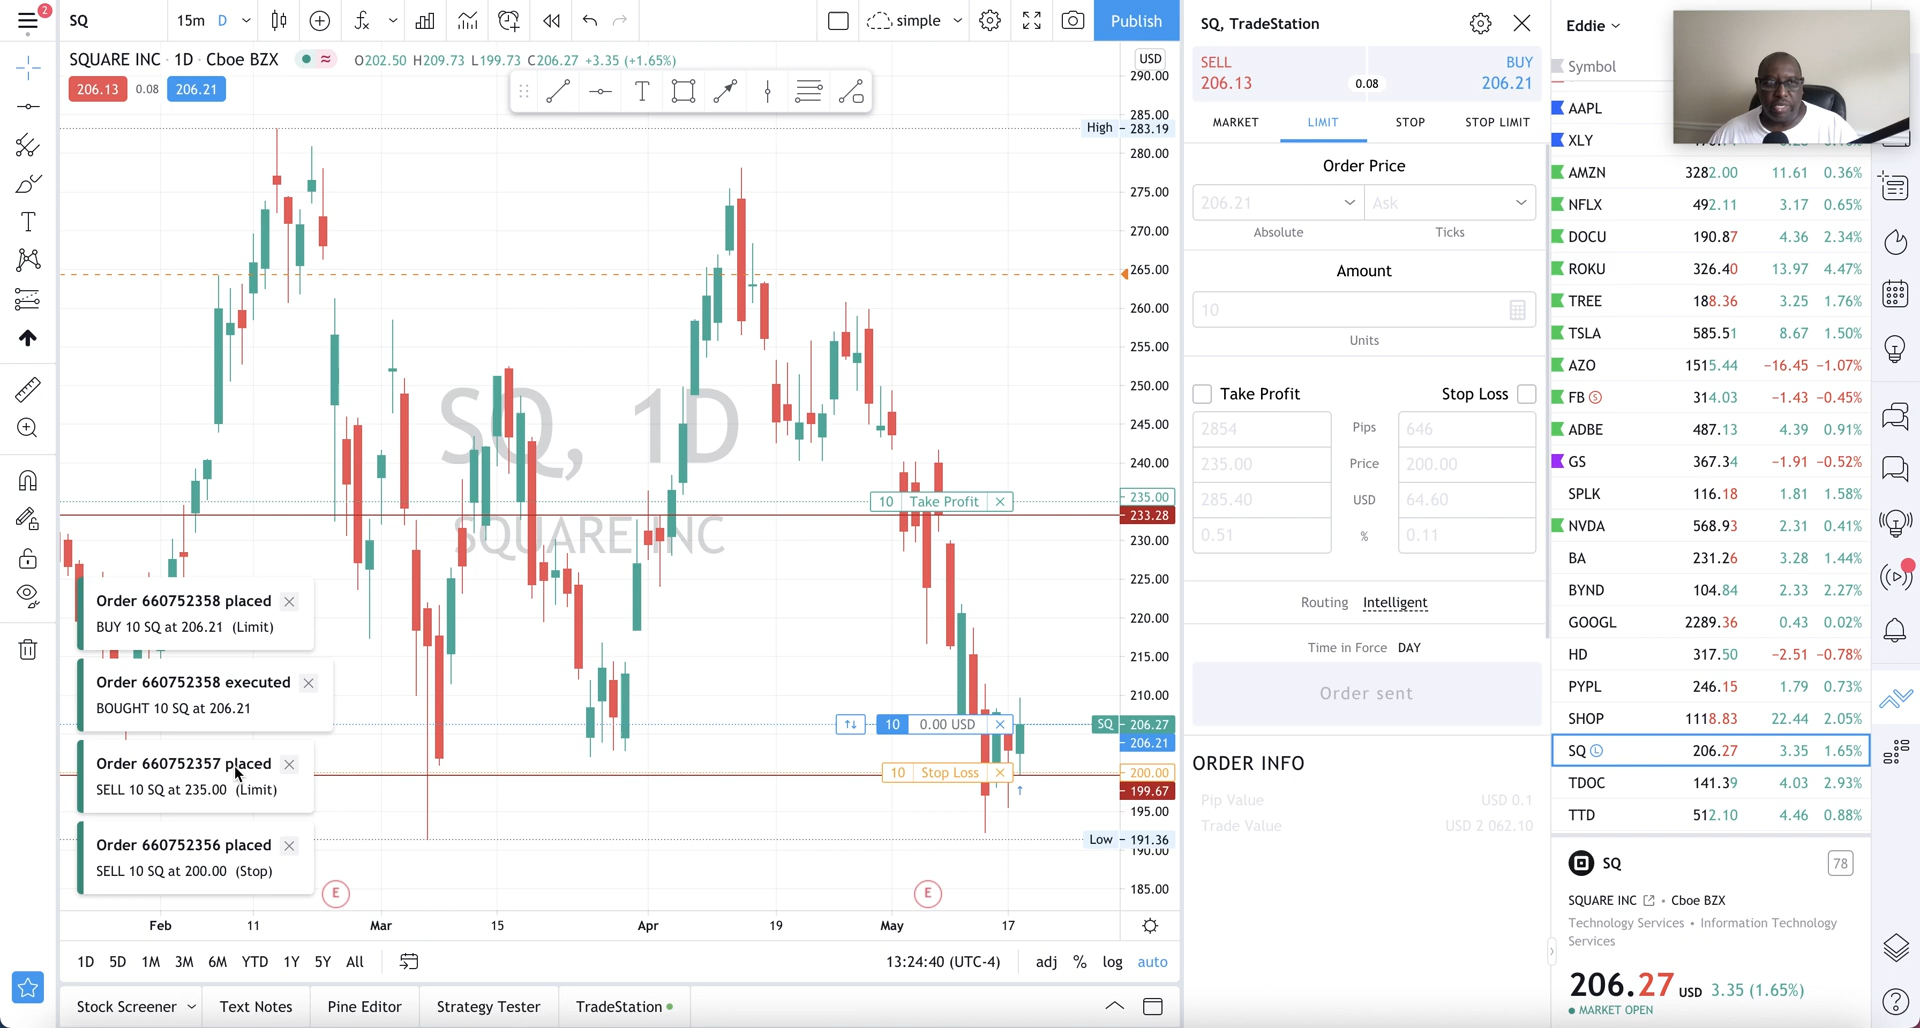 2
SQ
15m D
simple
Publish
SQUARE INC · 1D · Cboe BZX
O202.50 H209.73 L199.73 C206.27 +3.35 (+1.65%)
206.13 0.08 206.21
USD
290.00
285.00
High 283.19
280.00
275.00
270.00
265.00
260.00
255.00
250.00
245.00
240.00
235.00
233.28
230.00
225.00
220.00
215.00
210.00
SQ 206.27
206.21
200.00
199.67
195.00
Low 191.36
190.00
185.00
SQ, 1D
SQUARE INC
10 Take Profit
10 0.00 USD
10 Stop Loss
Order 660752358 placed
BUY 10 SQ at 206.21 (Limit)
Order 660752358 executed
BOUGHT 10 SQ at 206.21
Order 660752357 placed
SELL 10 SQ at 235.00 (Limit)
Order 660752356 placed
SELL 10 SQ at 200.00 (Stop)
E E
Feb 11 Mar 15 Apr 19 May 17
1D 5D 1M 3M 6M YTD 1Y 5Y All
13:24:40 (UTC-4) adj % log auto
Stock Screener Text Notes Pine Editor Strategy Tester TradeStation
SQ, TradeStation
SELL BUY
206.13 0.08 206.21
MARKET LIMIT STOP STOP LIMIT
Order Price
206.21 Ask
Absolute Ticks
Amount
10
Units
Take Profit Stop Loss
2854 Pips 646
235.00 Price 200.00
285.40 USD 64.60
0.51 % 0.11
Routing Intelligent
Time in Force DAY
Order sent
ORDER INFO
Pip Value USD 0.1
Trade Value USD 2 062.10
Eddie
Symbol
AAPL
XLY
AMZN 3282.00 11.61 0.36%
NFLX 492.11 3.17 0.65%
DOCU 190.87 4.36 2.34%
ROKU 326.40 13.97 4.47%
TREE 188.36 3.25 1.76%
TSLA 585.51 8.67 1.50%
AZO 1515.44 −16.45 −1.07%
FB S 314.03 −1.43 −0.45%
ADBE 487.13 4.39 0.91%
GS 367.34 −1.91 −0.52%
SPLK 116.18 1.81 1.58%
NVDA 568.93 2.31 0.41%
BA 231.26 3.28 1.44%
BYND 104.84 2.33 2.27%
GOOGL 2289.36 0.43 0.02%
HD 317.50 −2.51 −0.78%
PYPL 246.15 1.79 0.73%
SHOP 1118.83 22.44 2.05%
SQ L 206.27 3.35 1.65%
TDOC 141.39 4.03 2.93%
TTD 512.10 4.46 0.88%
SQ 78
SQUARE INC • Cboe BZX
Technology Services • Information Technology
Services
206.27 USD 3.35 (1.65%)
MARKET OPEN